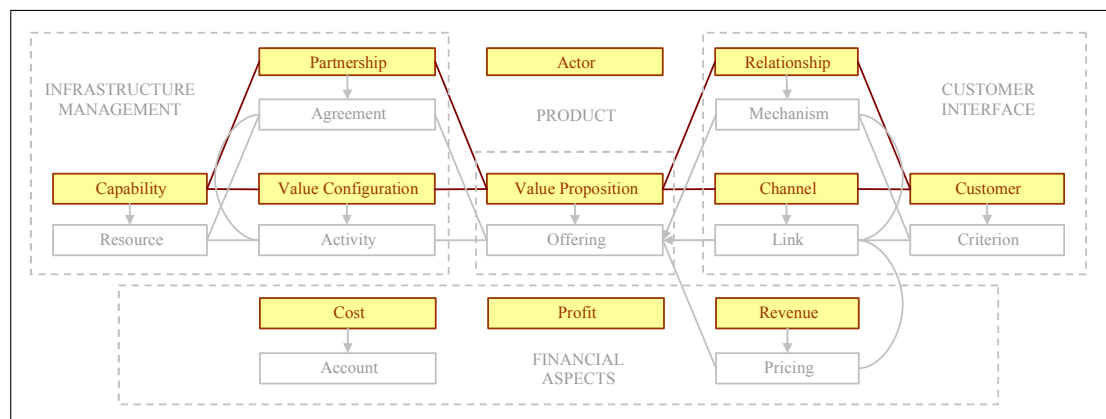 Partnership
Actor
Relationship
INFRASTRUCTURE
MANAGEMENT
CUSTOMER
INTERFACE
Agreement
PRODUCT
Mechanism
Capability
Value Configuration
Value Proposition
Channel
Customer
Resource
Activity
Offering
Link
Criterion
Cost
Profit
Revenue
Account
FINANCIAL
ASPECTS
Pricing